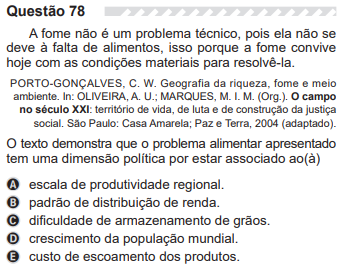 Questão 78
A fome não é um problema técnico, pois ela não se
deve à falta de alimentos, isso porque a fome convive
hoje com as condições materiais para resolvê-la.
PORTO-GONÇALVES, C. W. Geografia da riqueza, fome e meio
ambiente. In: OLIVEIRA, A. U.; MARQUES, M. I. M. (Org.). O campo
no século XXI: território de vida, de luta e de construção da justiça
social. São Paulo: Casa Amarela; Paz e Terra, 2004 (adaptado).
O texto demonstra que o problema alimentar apresentado
tem uma dimensão política por estar associado ao(à)
A escala de produtividade regional.
B padrão de distribuição de renda.
C dificuldade de armazenamento de grãos.
D crescimento da população mundial.
E custo de escoamento dos produtos.